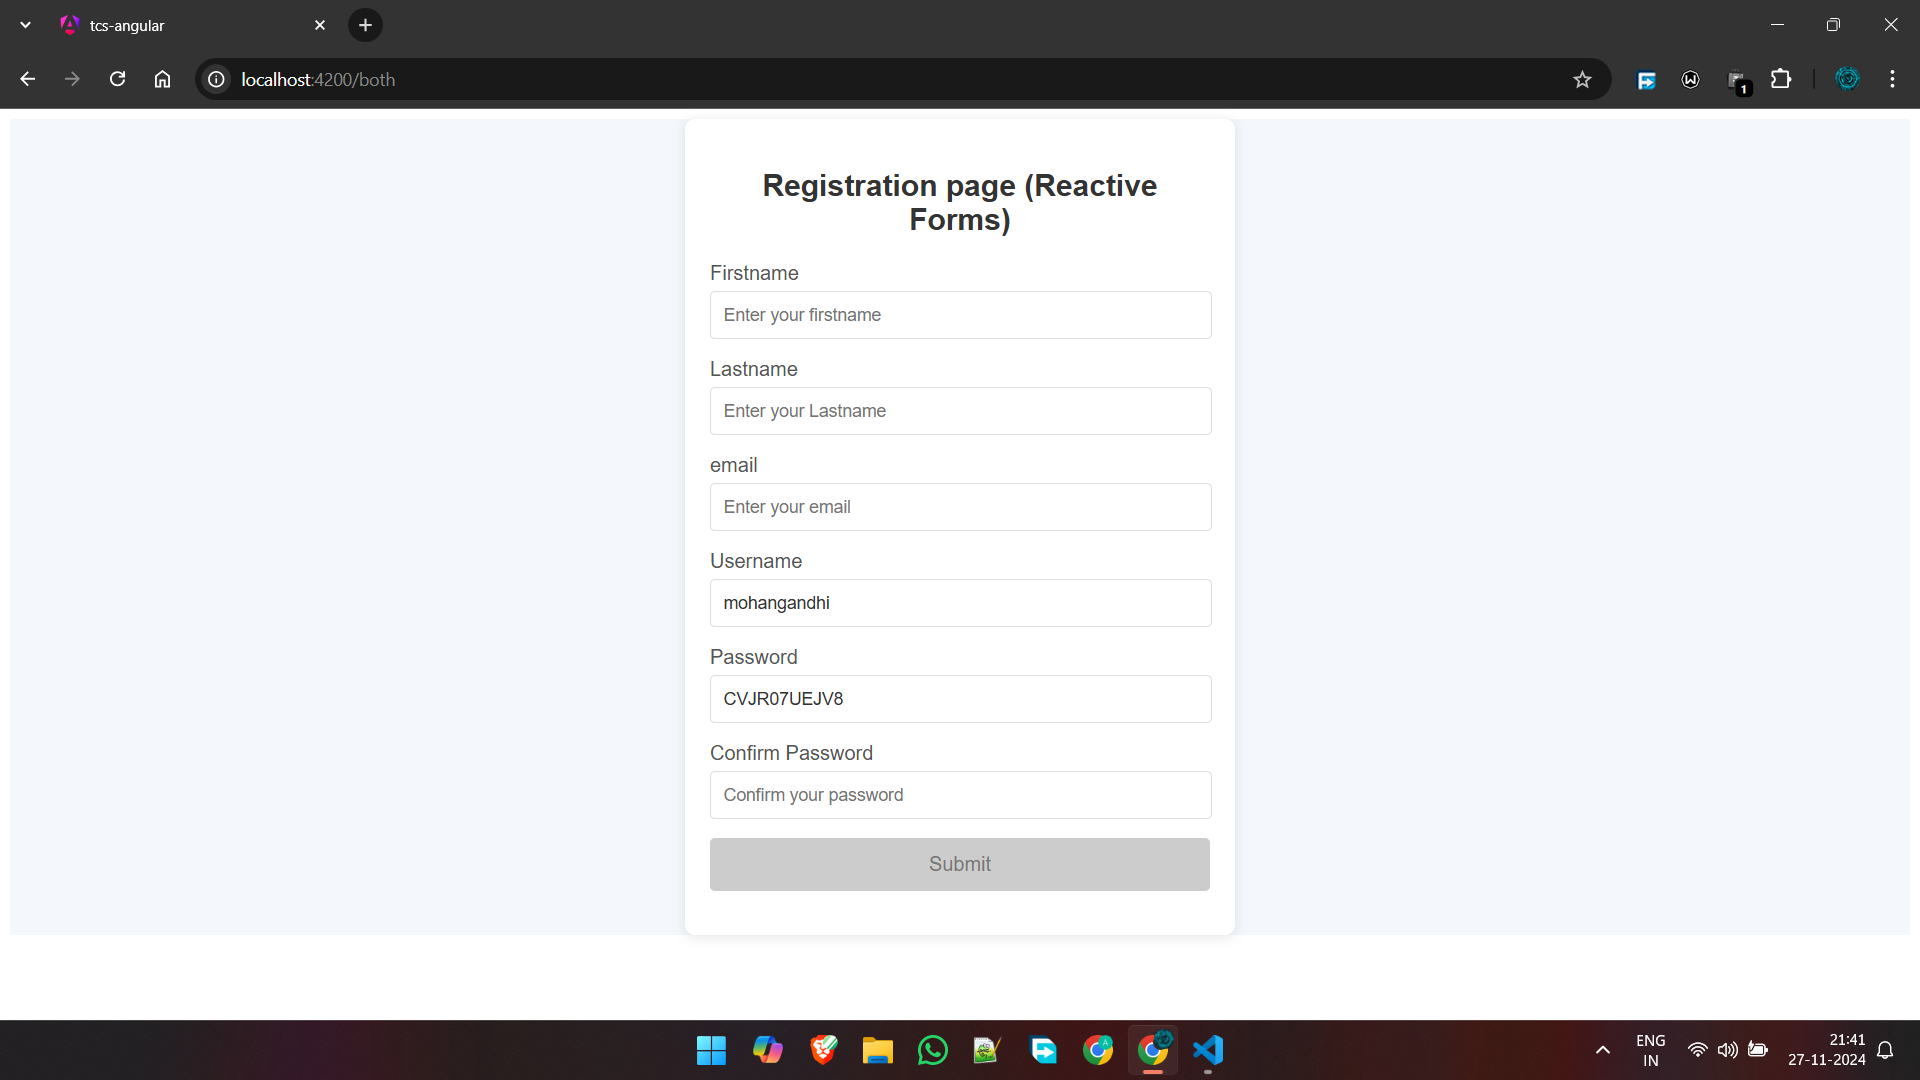 tcs-angular
localhost:4200/both
1
Registration page (Reactive
Forms)
Firstname
Enter your firstname
Lastname
Enter your Lastname
email
Enter your email
Username
mohangandhi
Password
CVJR07UEJV8
Confirm Password
Confirm your password
Submit
ENG
IN
21:41
27-11-2024